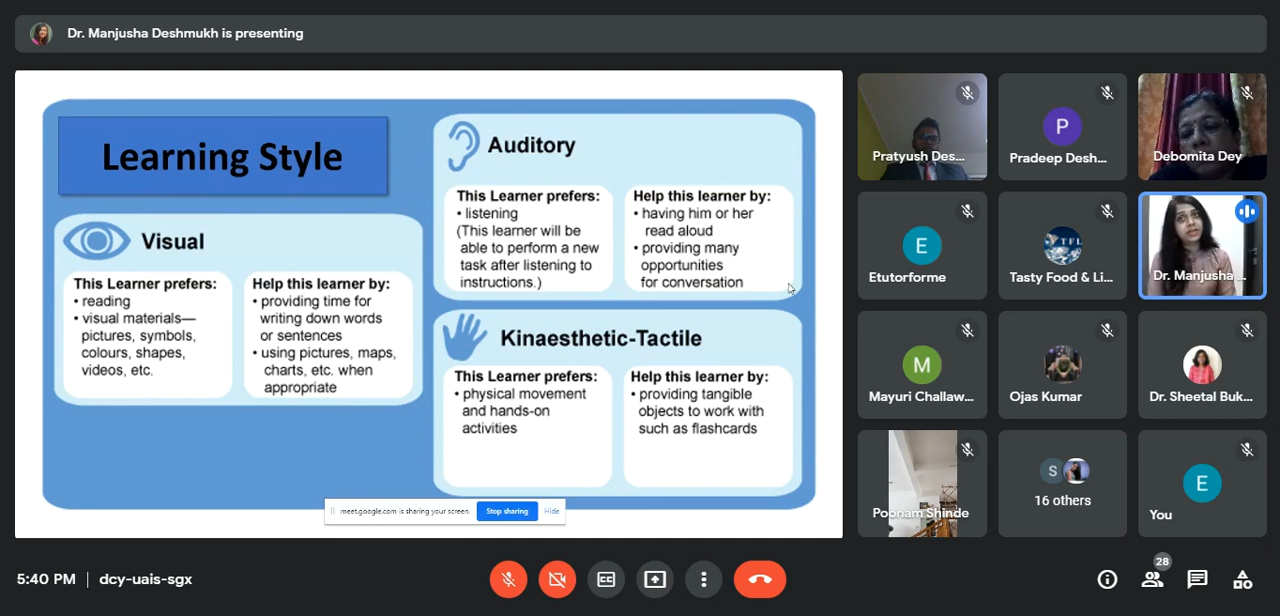 Dr. Manjusha Deshmukh is presenting
Learning Style
Visual
This Learner prefers:
• reading
• visual materials—
pictures, symbols,
colours, shapes,
videos, etc.
Help this learner by:
• providing time for
writing down words
or sentences
• using pictures, maps,
charts, etc. when
appropriate
Auditory
This Learner prefers:
• listening
(This learner will be
able to perform a new
task after listening to
instructions.)
Help this learner by:
• having him or her
read aloud
• providing many
opportunities
for conversation
Kinaesthetic-Tactile
This Learner prefers:
• physical movement
and hands-on
activities
Help this learner by:
• providing tangible
objects to work with
such as flashcards
meet.google.com is sharing your screen.
Stop sharing
Hide
Pratyush Des...
P
Pradeep Desh...
Debomita Dey
E
Etutorforme
TFL
Tasty Food & Li...
Dr. Manjusha ...
M
Mayuri Challaw...
Ojas Kumar
Dr. Sheetal Buk...
Poonam Shinde
S
16 others
E
You
5:40 PM | dcy-uais-sgx
CC
28